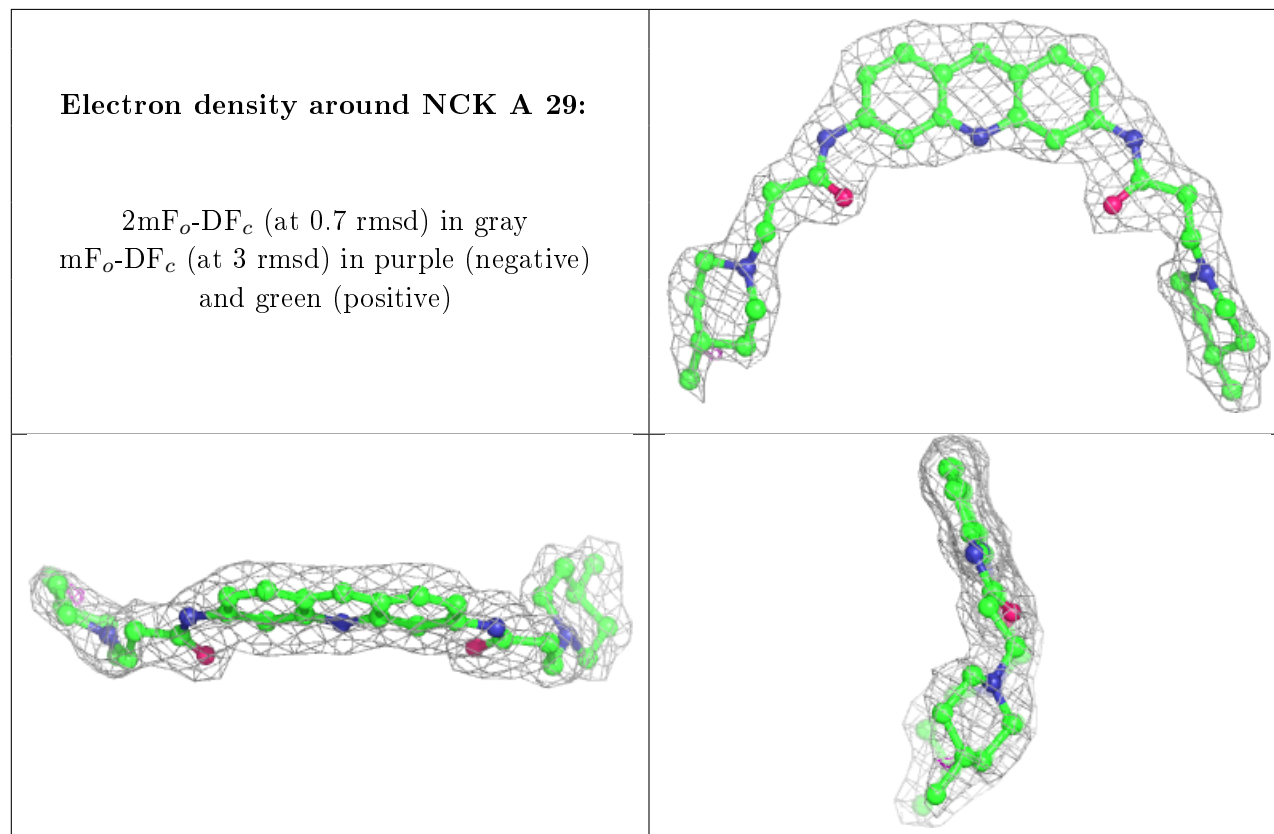 Electron density around NCK A 29:
2mFo-DFc (at 0.7 rmsd) in gray
mFo-DFc (at 3 rmsd) in purple (negative)
and green (positive)